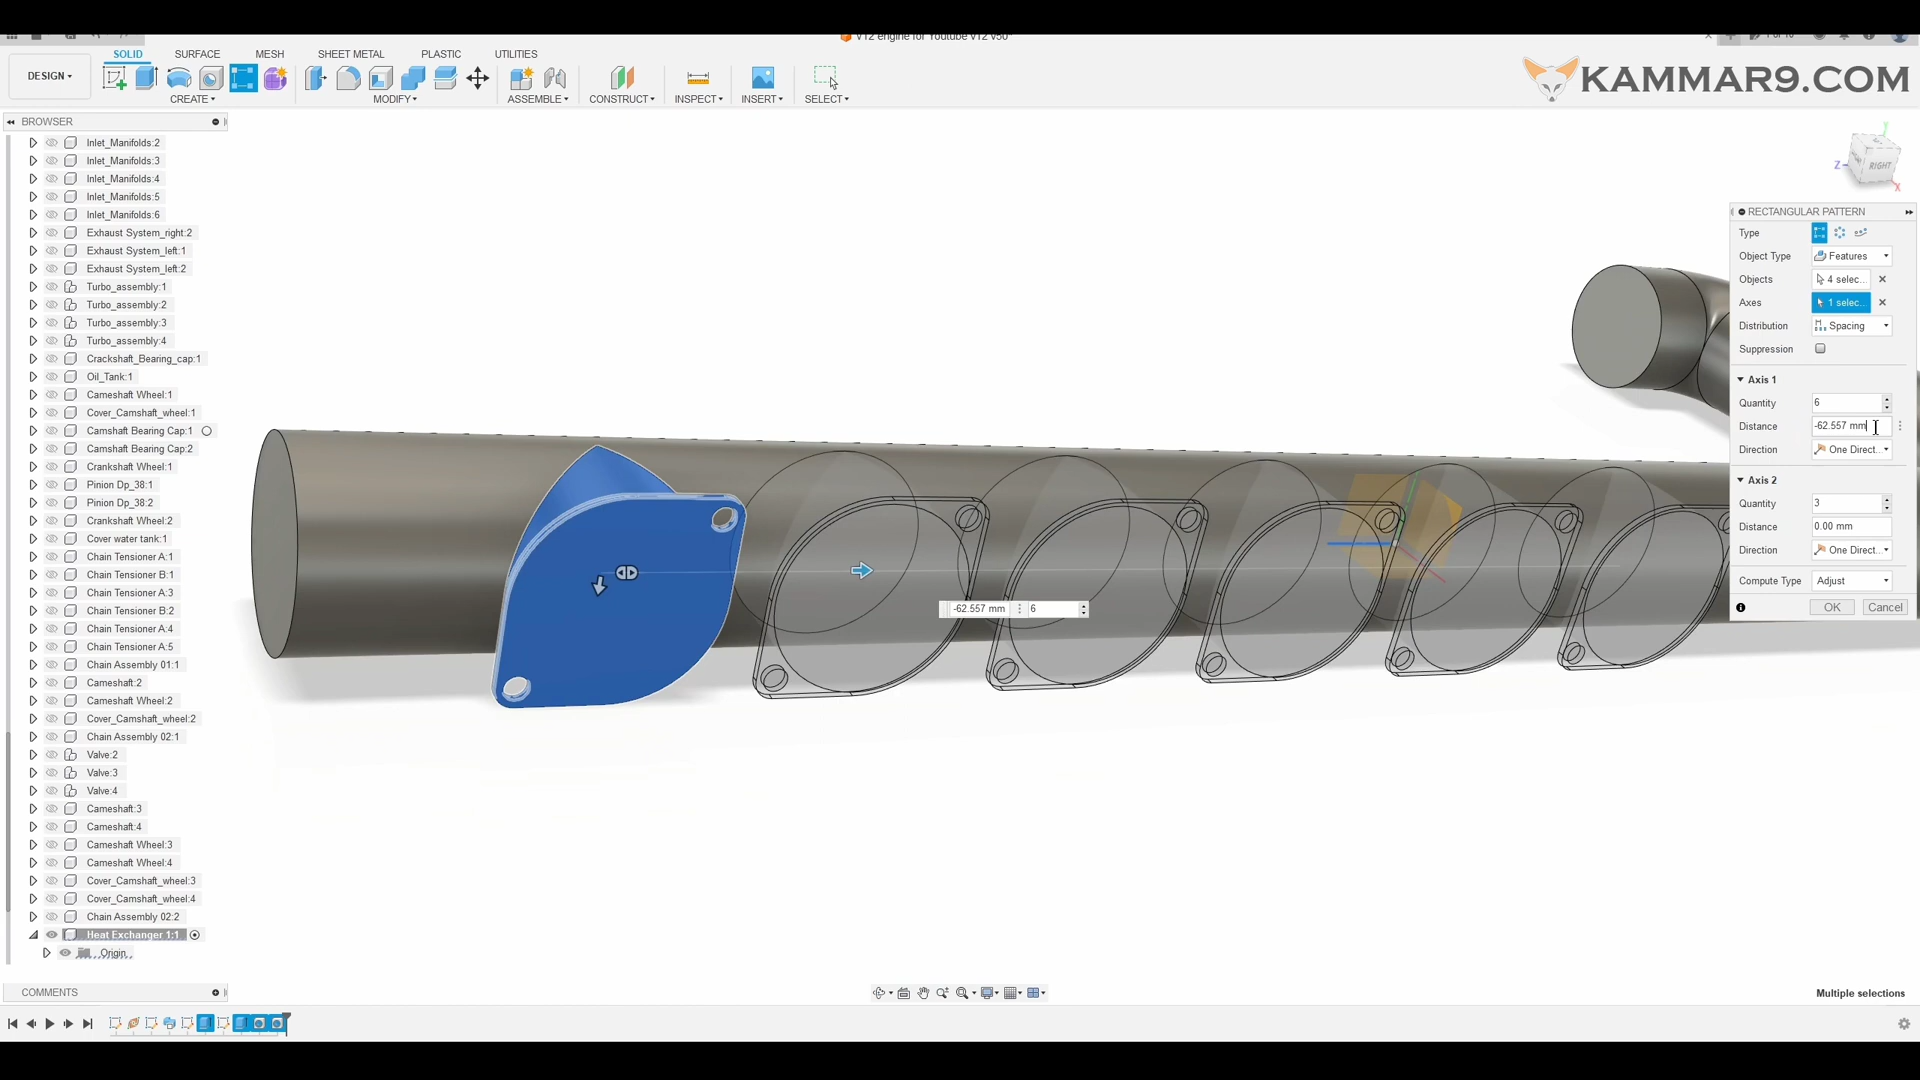 V12 engine for Youtube V12 v50*
1 of 10
SOLID SURFACE MESH SHEET METAL PLASTIC UTILITIES
DESIGN
CREATE MODIFY ASSEMBLE CONSTRUCT INSPECT INSERT SELECT
KAMMAR9.COM
BROWSER
Inlet_Manifolds:2
Inlet_Manifolds:3
Inlet_Manifolds:4
Inlet_Manifolds:5
Inlet_Manifolds:6
Exhaust System_right:2
Exhaust System_left:1
Exhaust System_left:2
Turbo_assembly:1
Turbo_assembly:2
Turbo_assembly:3
Turbo_assembly:4
Crackshaft_Bearing_cap:1
Oil_Tank:1
Cameshaft Wheel:1
Cover_Camshaft_wheel:1
Camshaft Bearing Cap:1
Camshaft Bearing Cap:2
Crankshaft Wheel:1
Pinion Dp_38:1
Pinion Dp_38:2
Crankshaft Wheel:2
Cover water tank:1
Chain Tensioner A:1
Chain Tensioner B:1
Chain Tensioner A:3
Chain Tensioner B:2
Chain Tensioner A:4
Chain Tensioner A:5
Chain Assembly 01:1
Cameshaft:2
Cameshaft Wheel:2
Cover_Camshaft_wheel:2
Chain Assembly 02:1
Valve:2
Valve:3
Valve:4
Cameshaft:3
Cameshaft:4
Cameshaft Wheel:3
Cameshaft Wheel:4
Cover_Camshaft_wheel:3
Cover_Camshaft_wheel:4
Chain Assembly 02:2
Heat Exchanger 1:1
Origin
COMMENTS
-62.557 mm 6
Y
Z
X
RIGHT
RECTANGULAR PATTERN
Type
Object Type Features
Objects 4 selec...
Axes 1 selec...
Distribution Spacing
Suppression
Axis 1
Quantity 6
Distance -62.557 mm
Direction One Direct...
Axis 2
Quantity 3
Distance 0.00 mm
Direction One Direct...
Compute Type Adjust
OK Cancel
Multiple selections